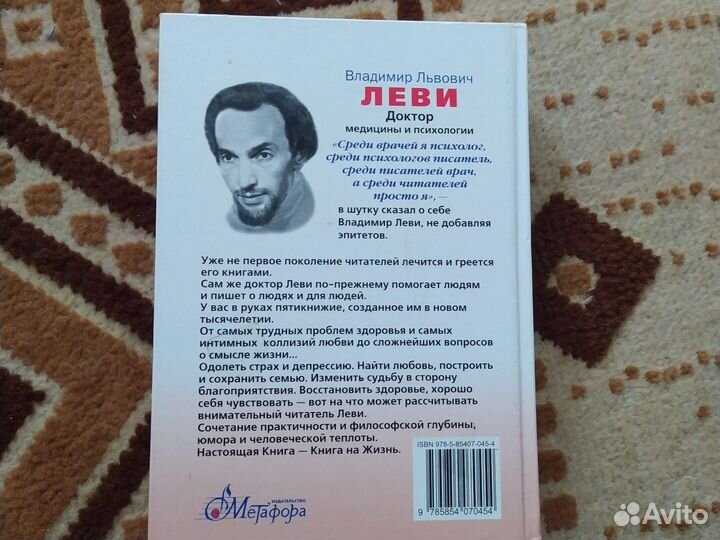 Владимир Львович
ЛЕВИ
Доктор
медицины и психологии
«Среди врачей я психолог,
среди психологов писатель,
среди писателей врач,
а среди читателей
просто я»,—
в шутку сказал о себе
Владимир Леви, не добавляя
эпитетов.
Уже не первое поколение читателей лечится и греется
его книгами.
Сам же доктор Леви по-прежнему помогает людям
и пишет о людях и для людей.
У вас в руках пятикнижие, созданное им в новом
тысячелетии.
От самых трудных проблем здоровья и самых
интимных коллизий любви до сложнейших вопросов
о смысле жизни...
Одолеть страх и депрессию. Найти любовь, построить
и сохранить семью. Изменить судьбу в сторону
благоприятствия. Восстановить здоровье, хорошо
себя чувствовать — вот на что может рассчитывать
внимательный читатель Леви.
Сочетание практичности и философской глубины,
юмора и человеческой теплоты.
Настоящая Книга — Книга на Жизнь.
ISBN 978-5-85407-045-4
9 785854 070454
ИЗДАТЕЛЬСТВО
Метафора
Avito